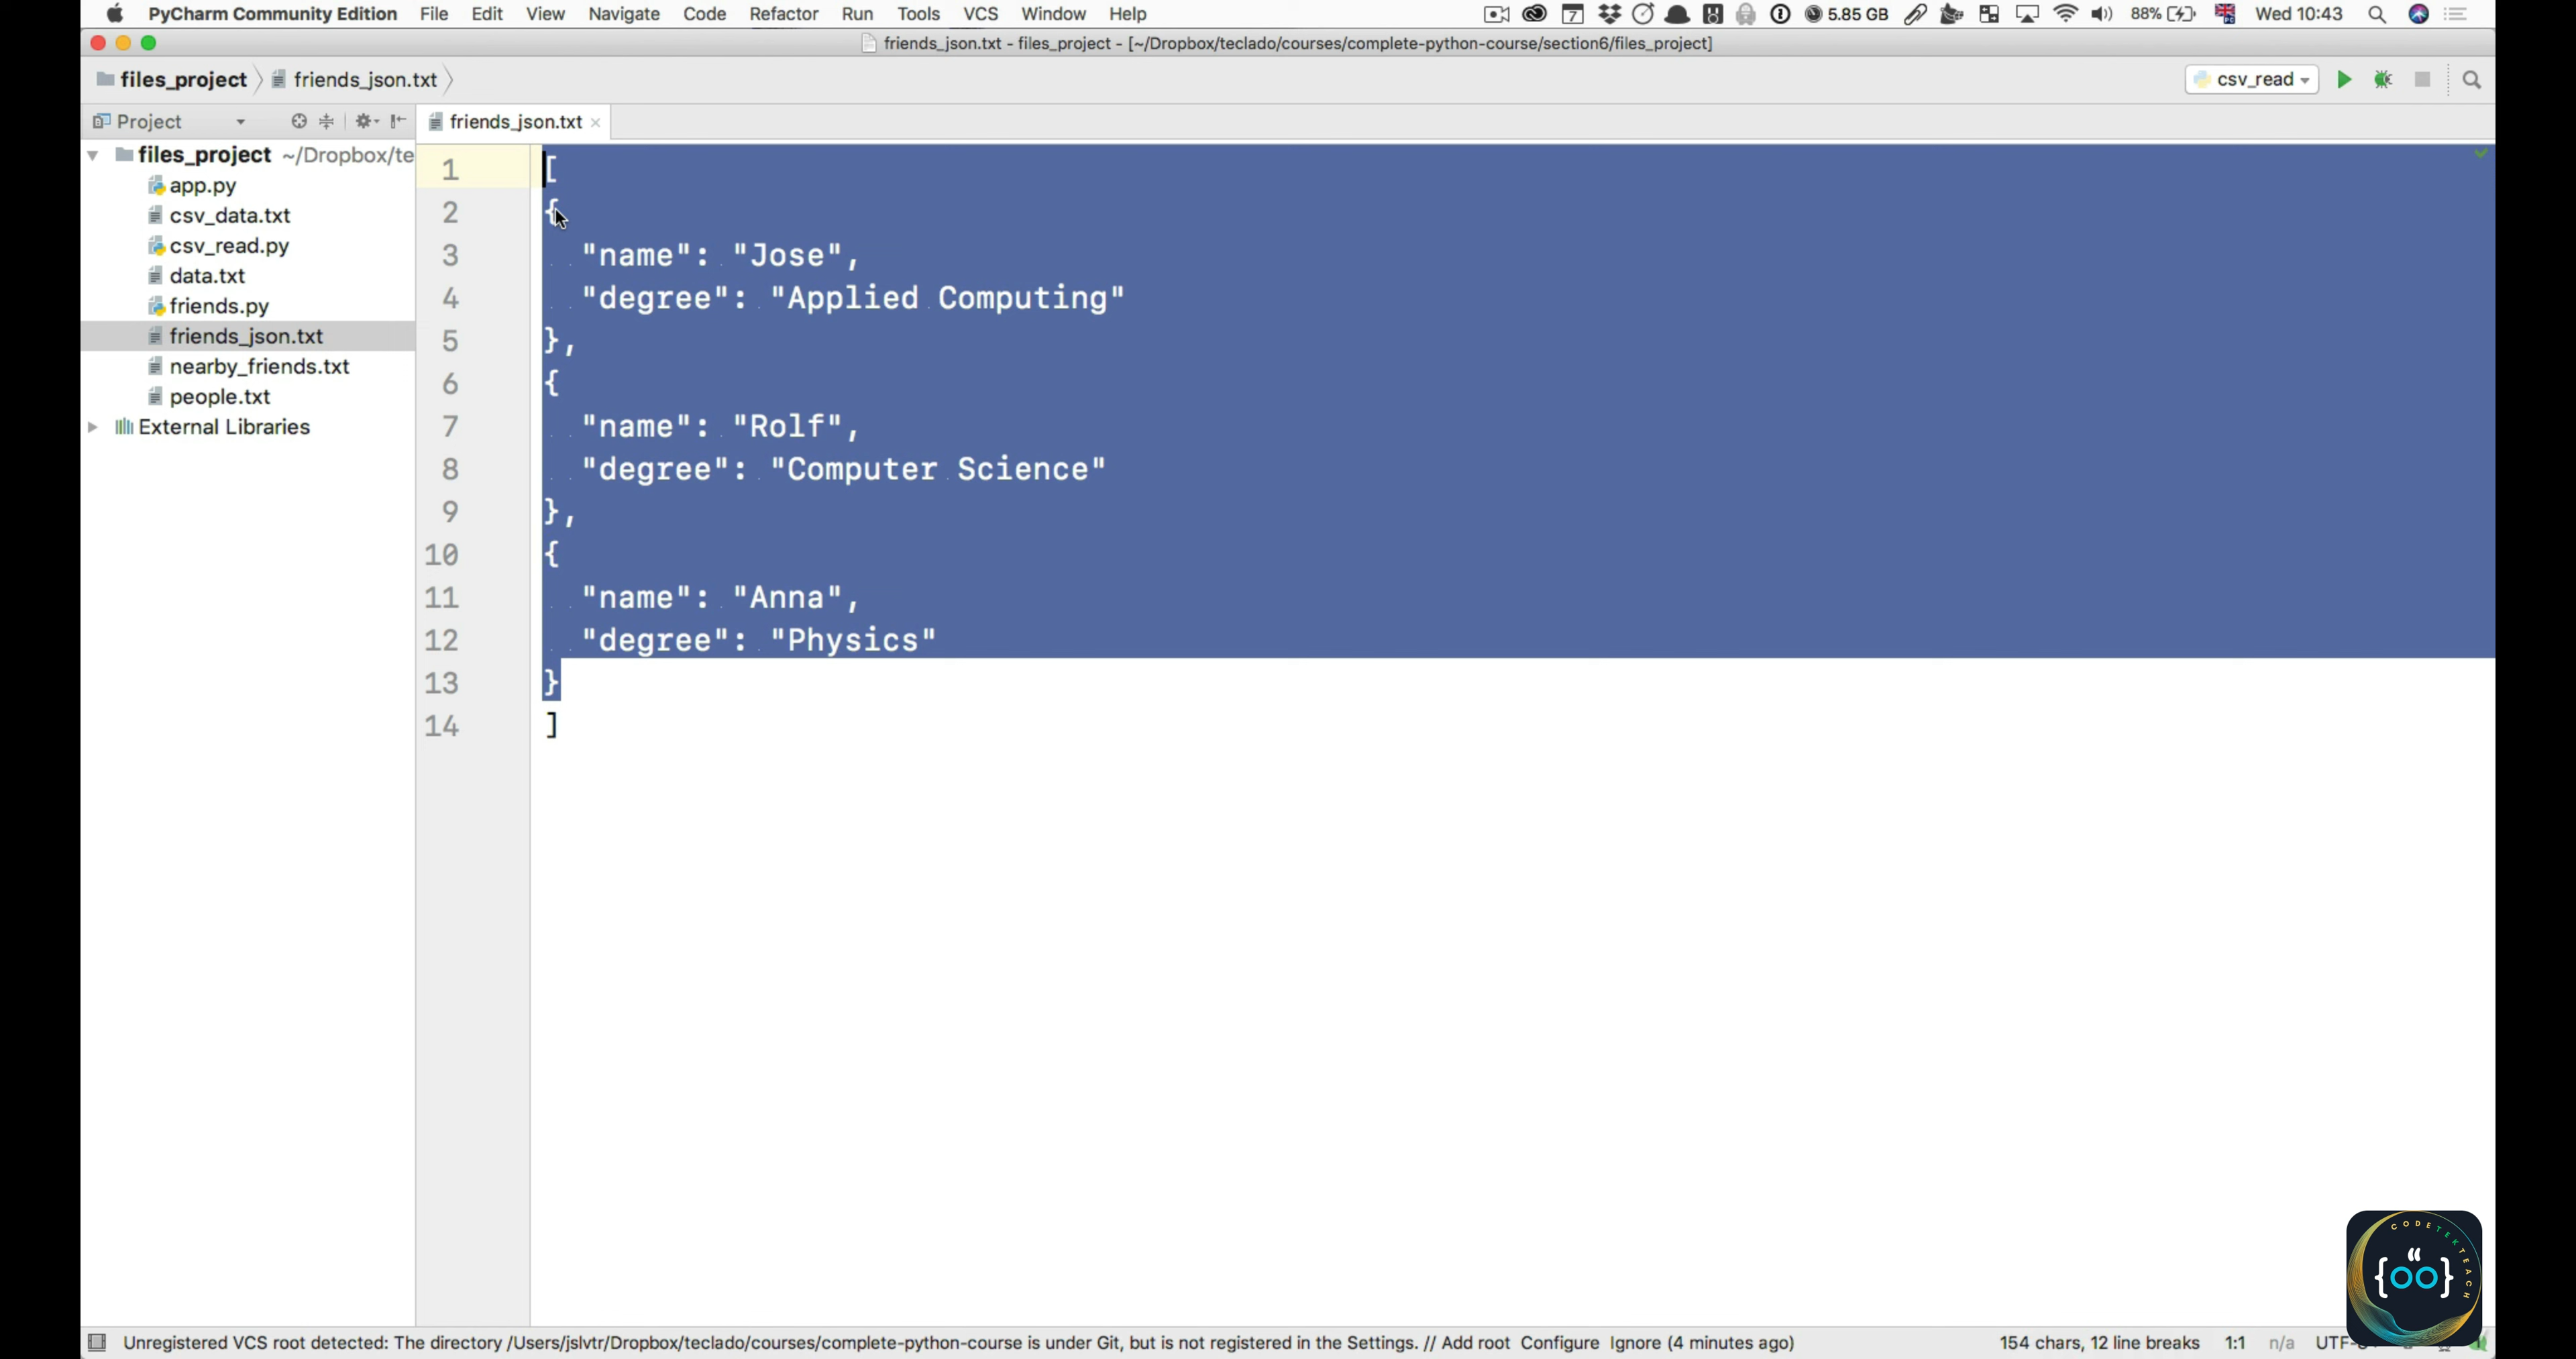 PyCharm Community Edition File Edit View Navigate Code Refactor Run Tools VCS Window Help 7 5.85 GB 88% Wed 10:43
friends_json.txt - files_project - [~/Dropbox/teclado/courses/complete-python-course/section6/files_project]
files_project friends_json.txt csv_read
Project friends_json.txt
files_project ~/Dropbox/te
app.py
csv_data.txt
csv_read.py
data.txt
friends.py
friends_json.txt
nearby_friends.txt
people.txt
External Libraries
1 [
2 {
3 "name": "Jose",
4 "degree": "Applied Computing"
5 },
6 {
7 "name": "Rolf",
8 "degree": "Computer Science"
9 },
10 {
11 "name": "Anna",
12 "degree": "Physics"
13 }
14 ]
CODETEKTEACH
Unregistered VCS root detected: The directory /Users/jslvtr/Dropbox/teclado/courses/complete-python-course is under Git, but is not registered in the Settings. // Add root Configure Ignore (4 minutes ago) 154 chars, 12 line breaks 1:1 n/a